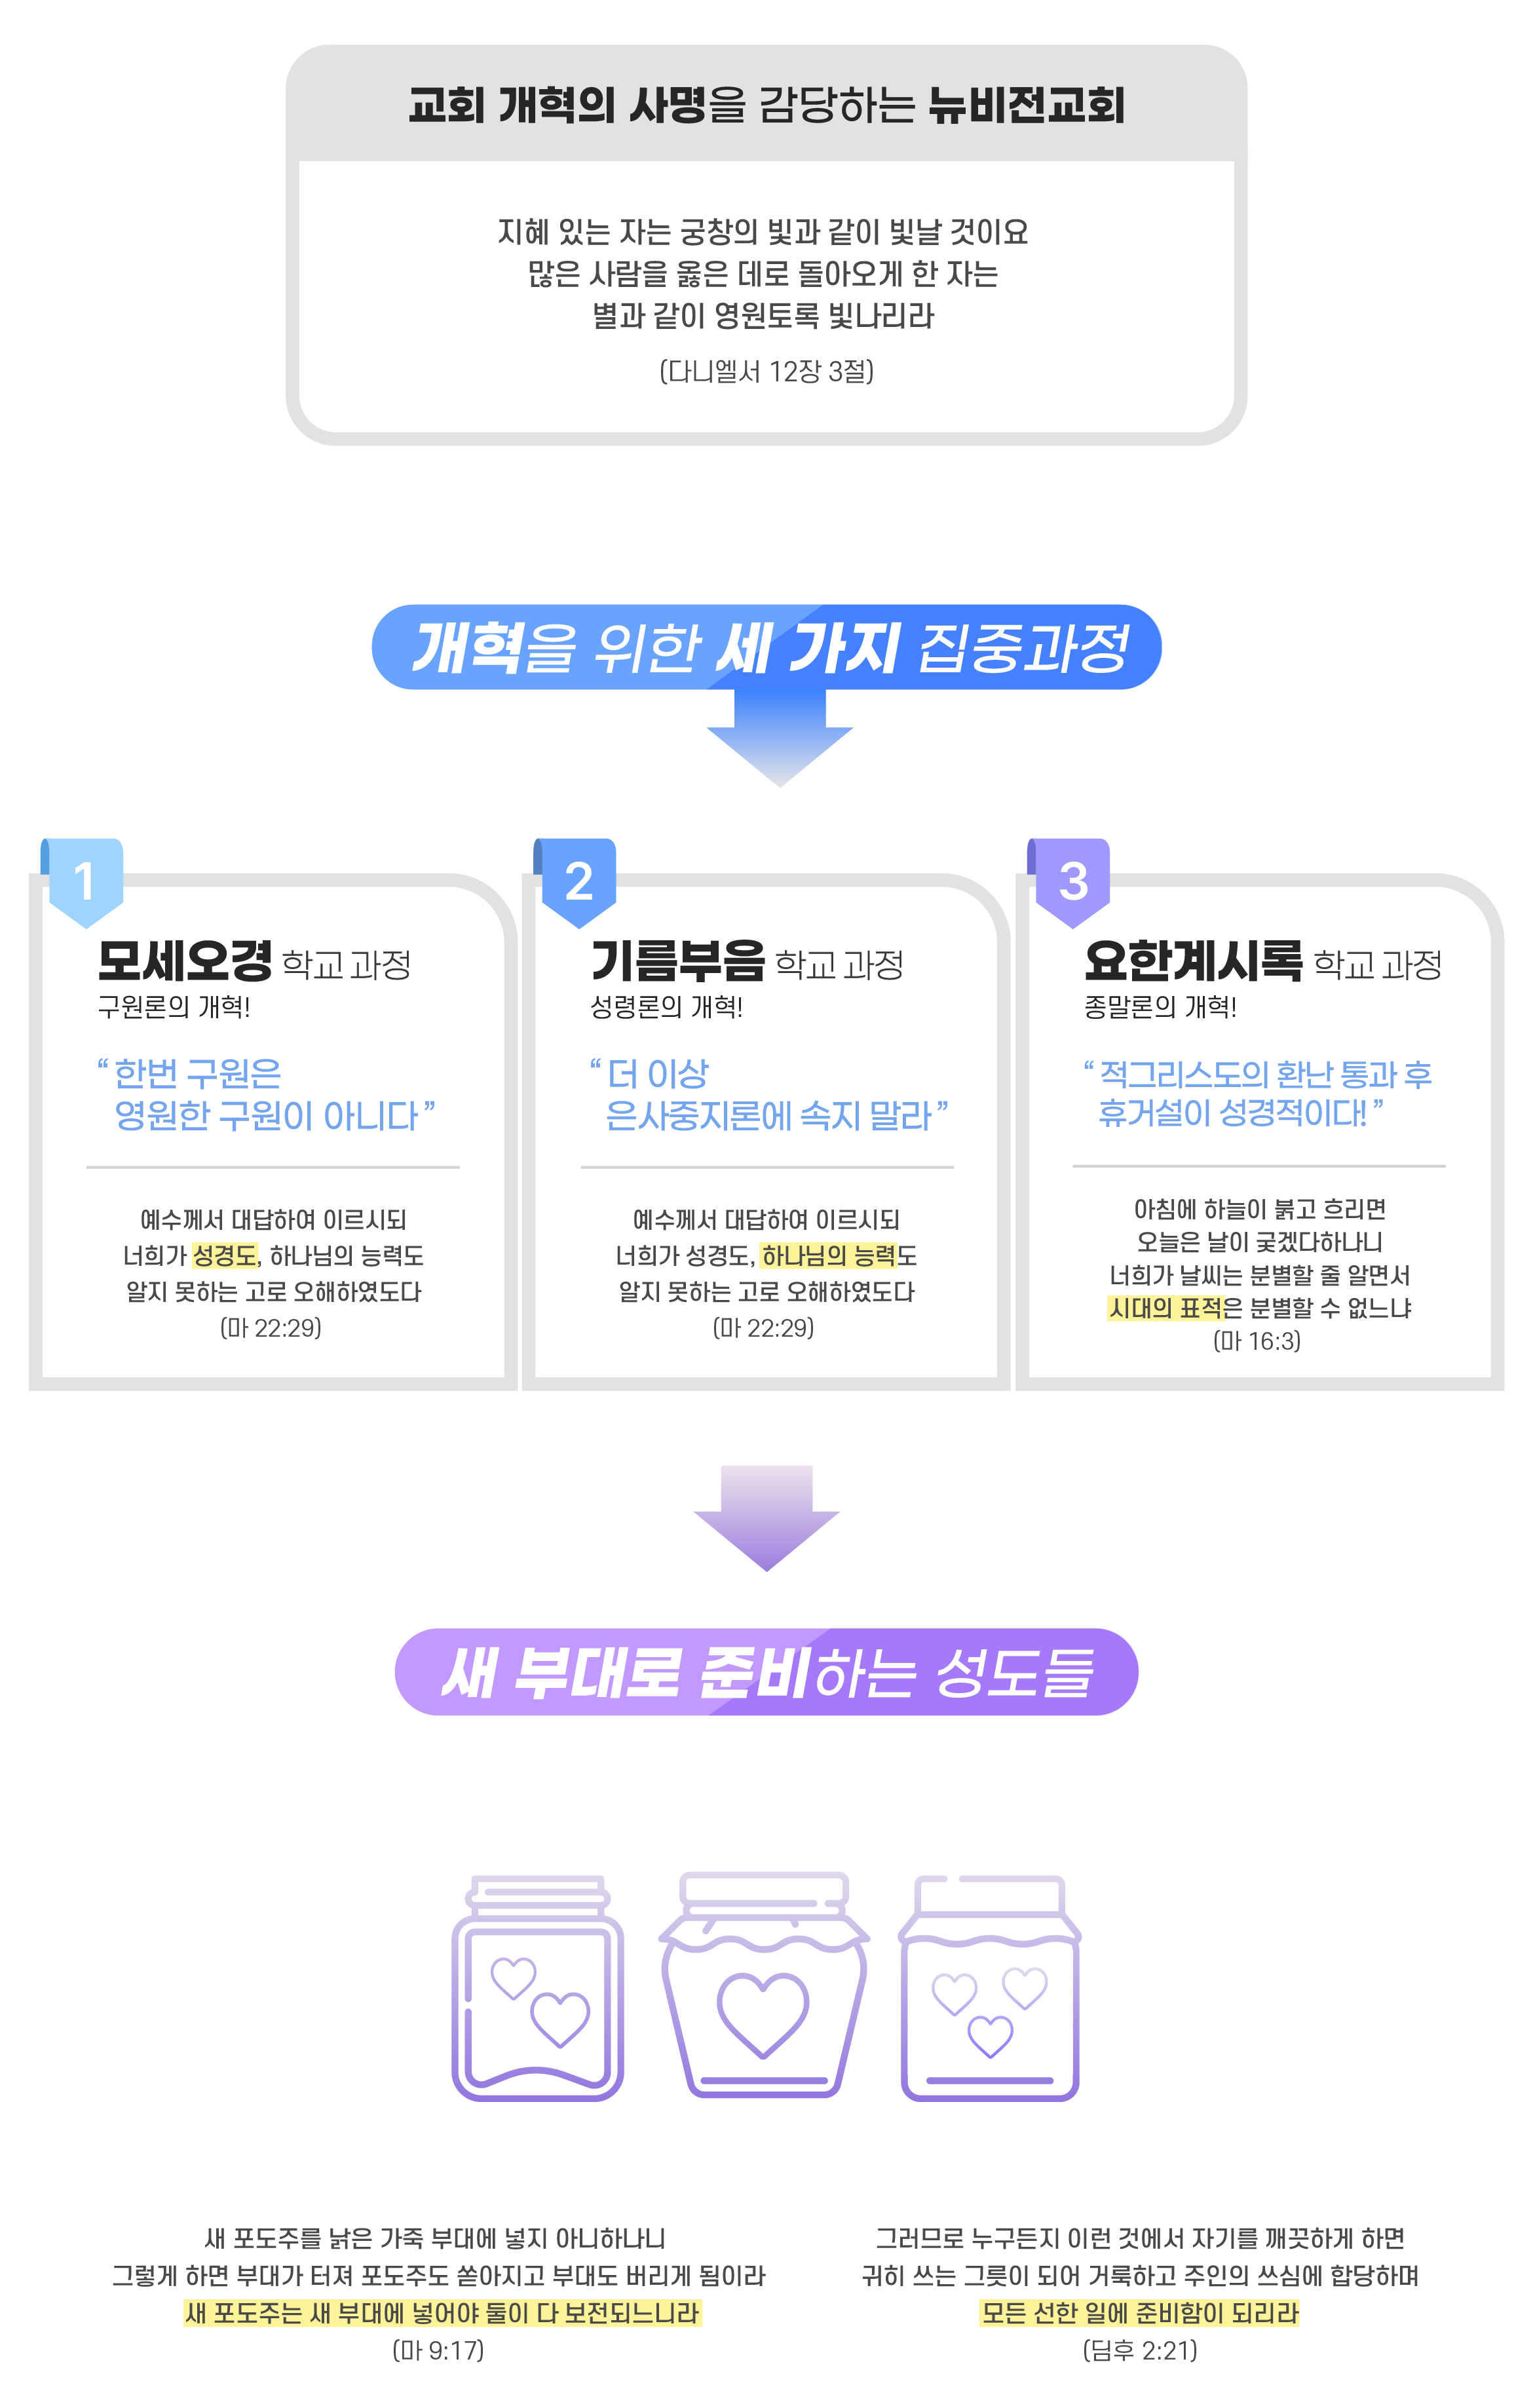 교회 개혁의 사명을 감당하는 뉴비전교회
지혜 있는 자는 궁창의 빛과 같이 빛날 것이요
많은 사람을 옳은 데로 돌아오게 한 자는
별과 같이 영원토록 빛나리라
(다니엘서 12장 3절)
개혁을 위한 세 가지 집중과정
1
모세오경 학교 과정
구원론의 개혁!
“ 한번 구원은
영원한 구원이 아니다 ”
예수께서 대답하여 이르시되
너희가 성경도, 하나님의 능력도
알지 못하는 고로 오해하였도다
(마 22:29)
2
기름부음 학교 과정
성령론의 개혁!
“ 더 이상
은사중지론에 속지 말라 ”
예수께서 대답하여 이르시되
너희가 성경도, 하나님의 능력도
알지 못하는 고로 오해하였도다
(마 22:29)
3
요한계시록 학교 과정
종말론의 개혁!
“ 적그리스도의 환난 통과 후
휴거설이 성경적이다! ”
아침에 하늘이 붉고 흐리면
오늘은 날이 궂겠다하나니
너희가 날씨는 분별할 줄 알면서
시대의 표적은 분별할 수 없느냐
(마 16:3)
새 부대로 준비하는 성도들
새 포도주를 낡은 가죽 부대에 넣지 아니하나니
그렇게 하면 부대가 터져 포도주도 쏟아지고 부대도 버리게 됨이라
새 포도주는 새 부대에 넣어야 둘이 다 보전되느니라
(마 9:17)
그러므로 누구든지 이런 것에서 자기를 깨끗하게 하면
귀히 쓰는 그릇이 되어 거룩하고 주인의 쓰심에 합당하며
모든 선한 일에 준비함이 되리라
(딤후 2:21)